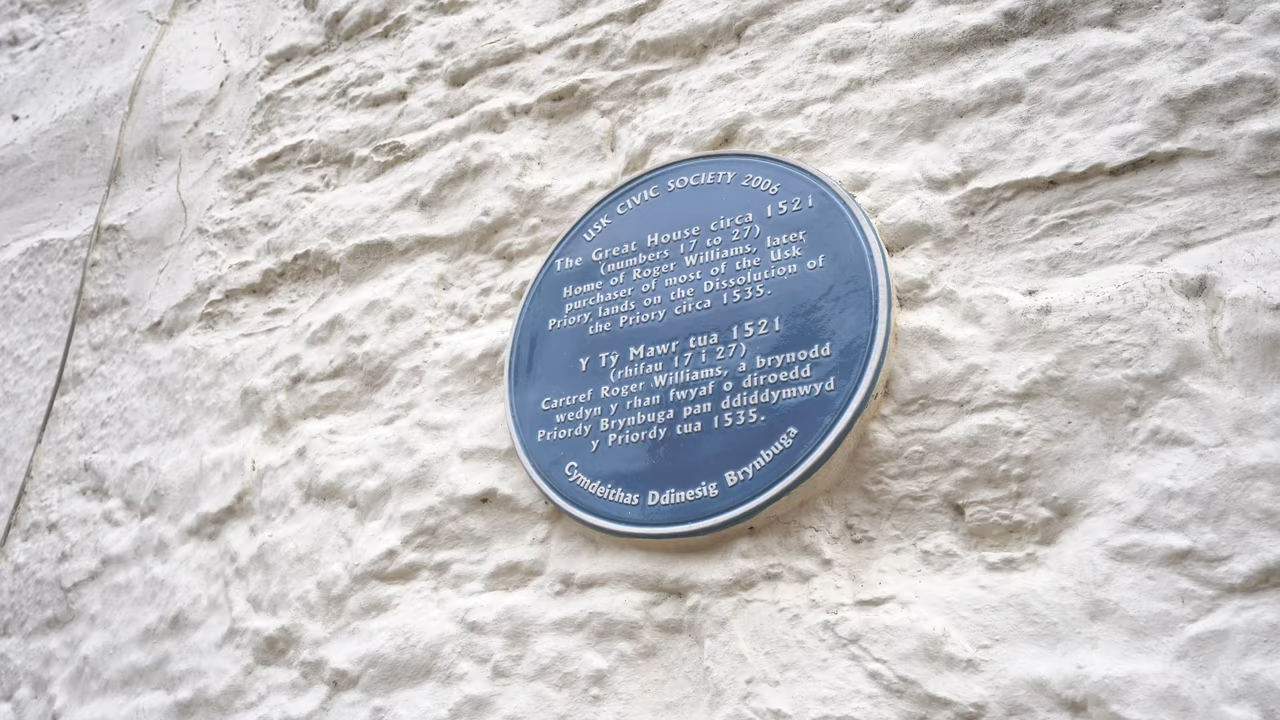 USK CIVIC SOCIETY 2006
The Great House circa 1521
(numbers 17 to 27)
Home of Roger Williams, later
purchaser of most of the Usk
Priory lands on the Dissolution of
the Priory circa 1535.
Y Tŷ Mawr tua 1521
(rhifau 17 i 27)
Cartref Roger Williams, a brynodd
wedyn y rhan fwyaf o diroedd
Priordy Brynbuga pan ddiddymwyd
y Priordy tua 1535.
Cymdeithas Ddinesig Brynbuga